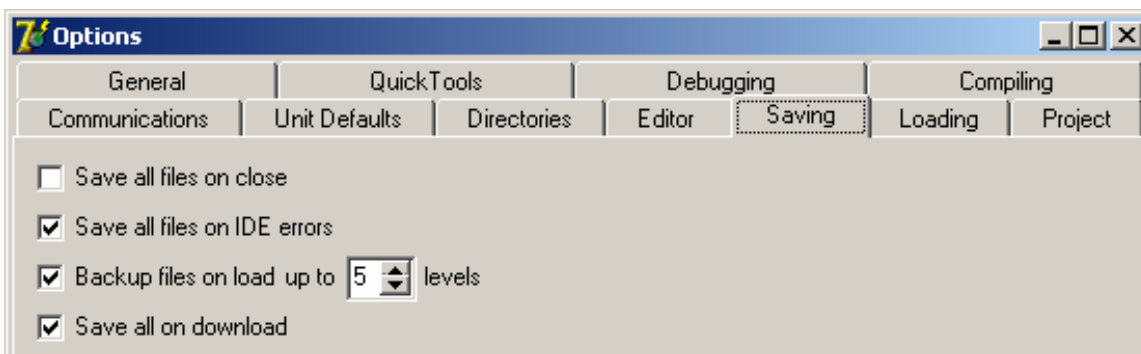 Options
General QuickTools Debugging Compiling
Communications Unit Defaults Directories Editor Saving Loading Project
Save all files on close
Save all files on IDE errors
Backup files on load up to 5 levels
Save all on download